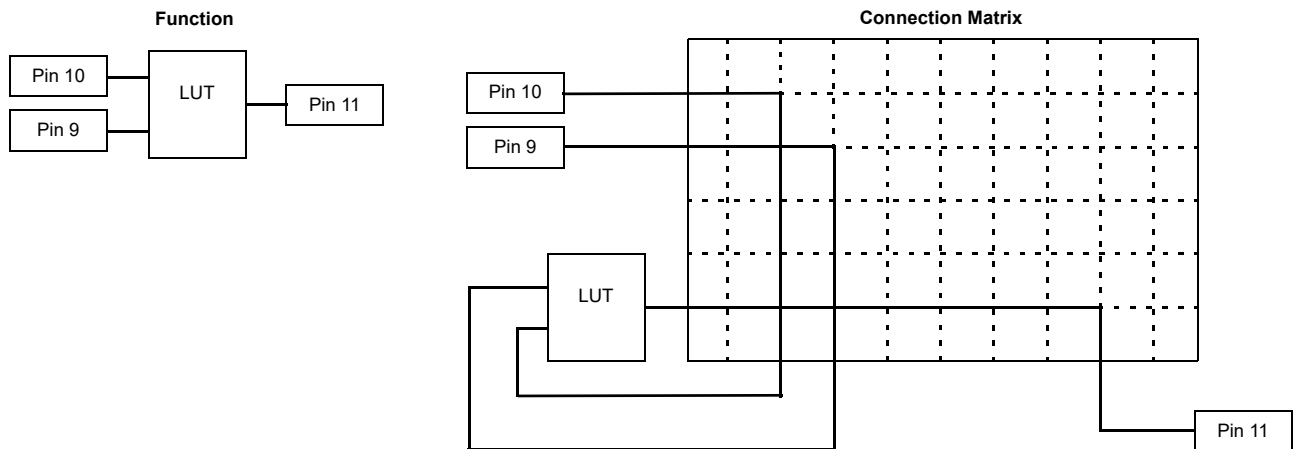 Function
Pin 10
Pin 9
LUT
Pin 11
Connection Matrix
Pin 10
Pin 9
LUT
Pin 11